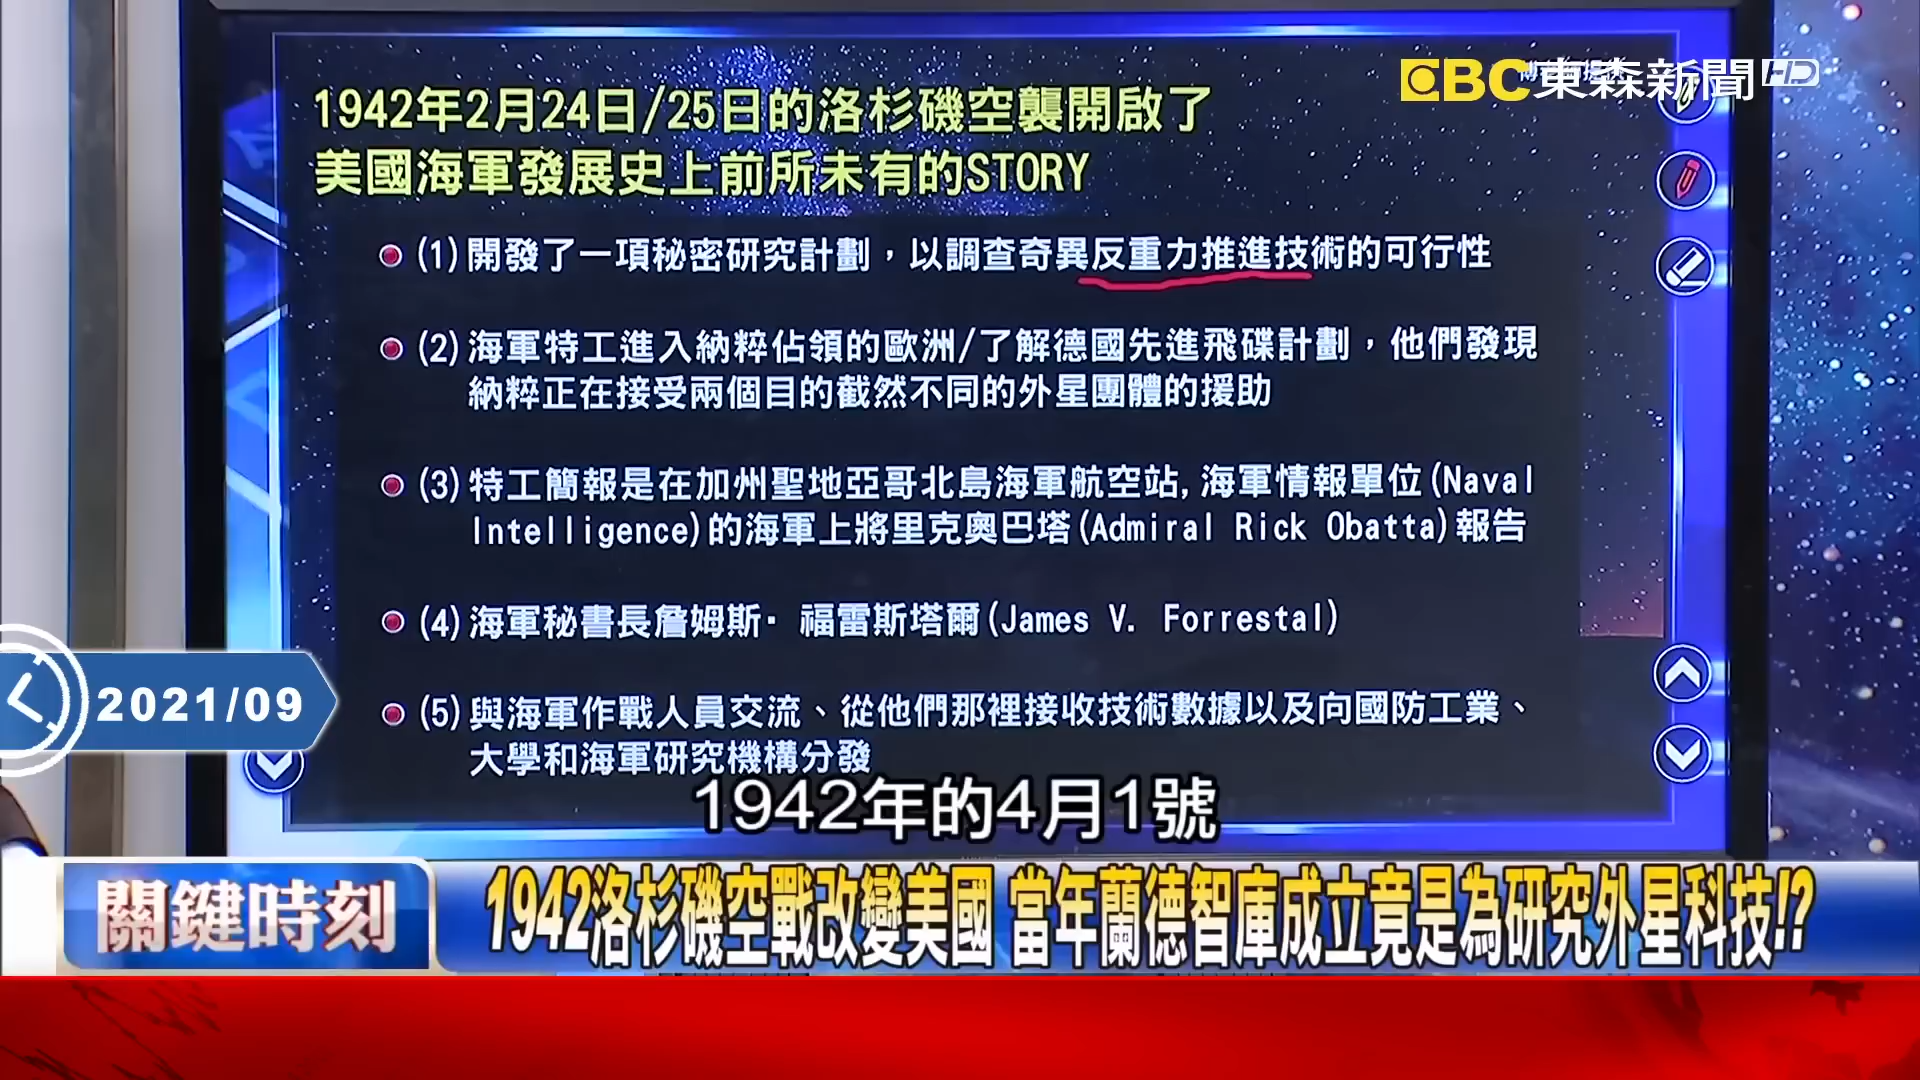 EBC東森新聞HD
1942年2月24日/25日的洛杉磯空襲開啟了
美國海軍發展史上前所未有的STORY
(1)開發了一項秘密研究計劃，以調查奇異反重力推進技術的可行性
(2)海軍特工進入納粹佔領的歐洲/了解德國先進飛碟計劃，他們發現
納粹正在接受兩個目的截然不同的外星團體的援助
(3)特工簡報是在加州聖地亞哥北島海軍航空站,海軍情報單位(Naval
Intelligence)的海軍上將里克奧巴塔(Admiral Rick Obatta)報告
(4)海軍秘書長詹姆斯· 福雷斯塔爾(James V. Forrestal)
(5)與海軍作戰人員交流、從他們那裡接收技術數據以及向國防工業、
大學和海軍研究機構分發
2021/09
1942年的4月1號
關鍵時刻
1942洛杉磯空戰改變美國 當年蘭德智庫成立竟是為研究外星科技!?